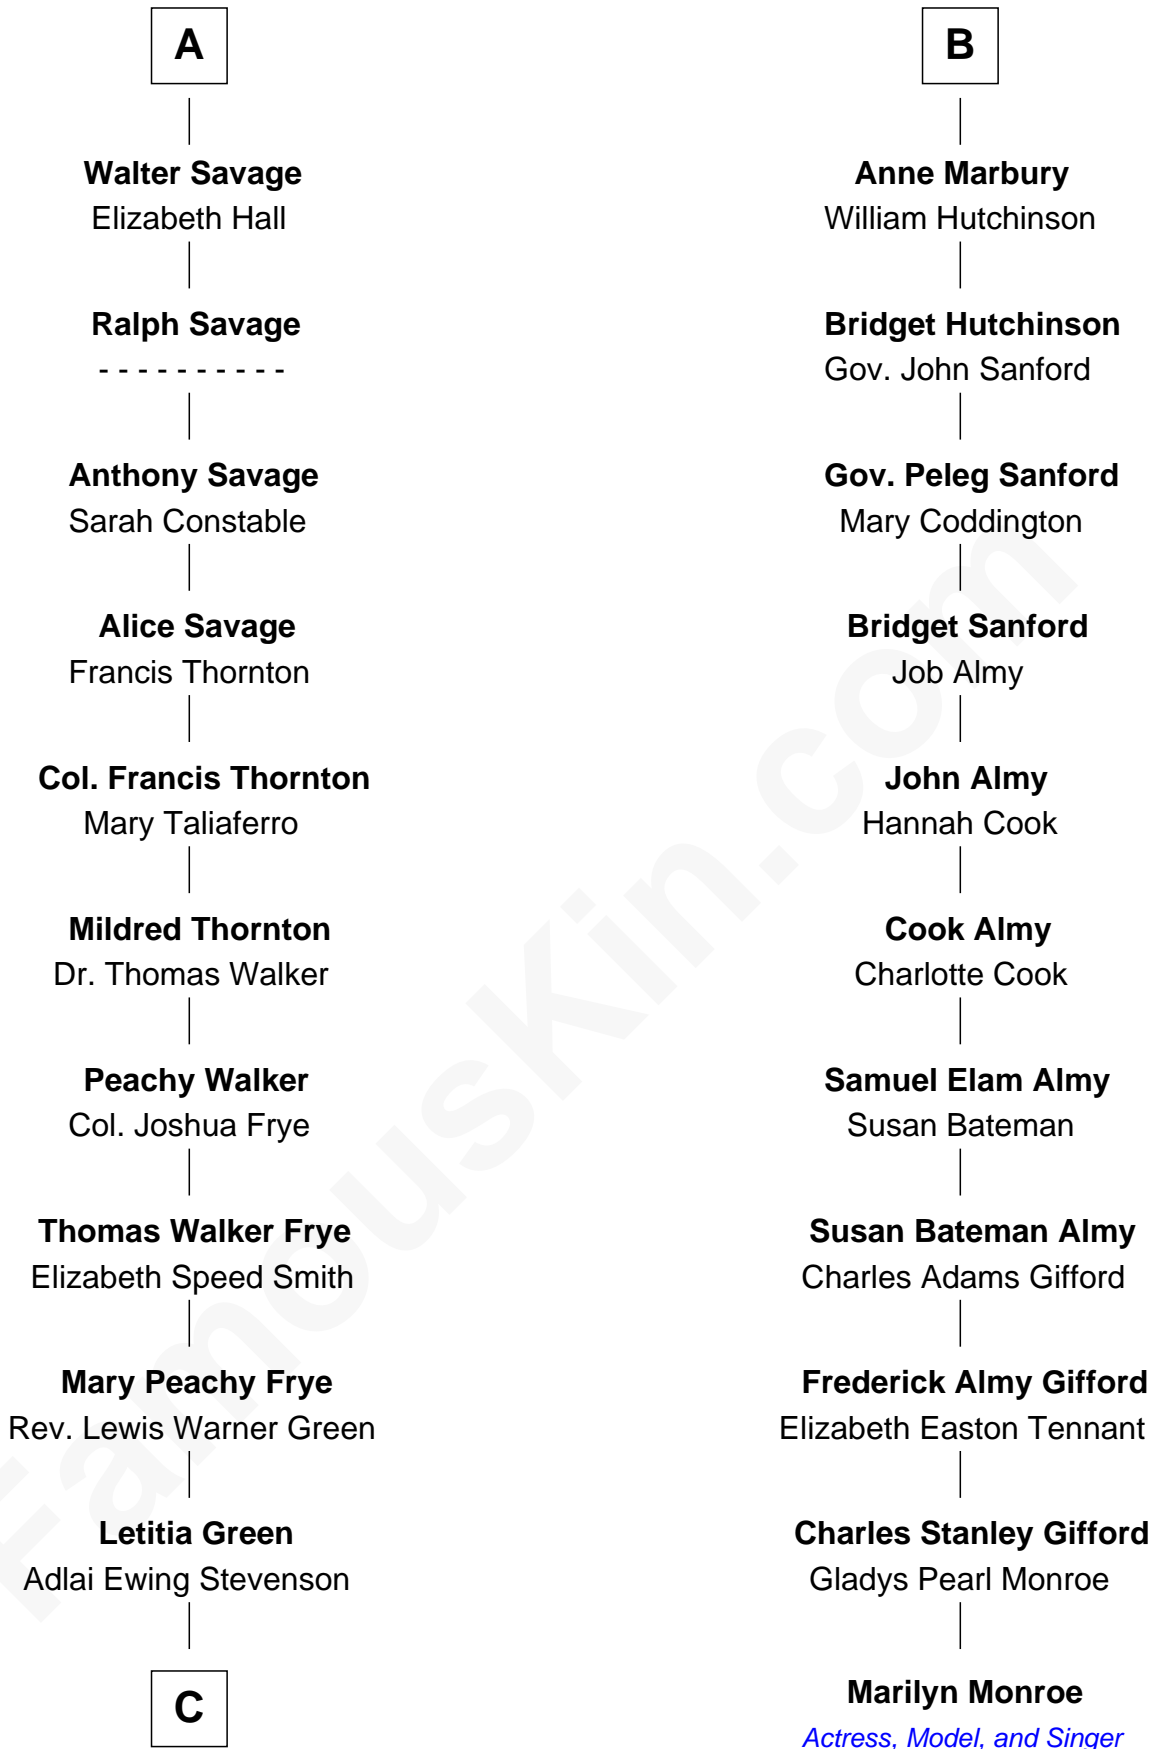 A
Walter Savage
Elizabeth Hall
Ralph Savage
- - - - - - - - - -
Anthony Savage
Sarah Constable
Alice Savage
Francis Thornton
Col. Francis Thornton
Mary Taliaferro
Mildred Thornton
Dr. Thomas Walker
Peachy Walker
Col. Joshua Frye
Thomas Walker Frye
Elizabeth Speed Smith
Mary Peachy Frye
Rev. Lewis Warner Green
Letitia Green
Adlai Ewing Stevenson
C
B
Anne Marbury
William Hutchinson
Bridget Hutchinson
Gov. John Sanford
Gov. Peleg Sanford
Mary Coddington
Bridget Sanford
Job Almy
John Almy
Hannah Cook
Cook Almy
Charlotte Cook
Samuel Elam Almy
Susan Bateman
Susan Bateman Almy
Charles Adams Gifford
Frederick Almy Gifford
Elizabeth Easton Tennant
Charles Stanley Gifford
Gladys Pearl Monroe
Marilyn Monroe
Actress, Model, and Singer
FamousKin.com